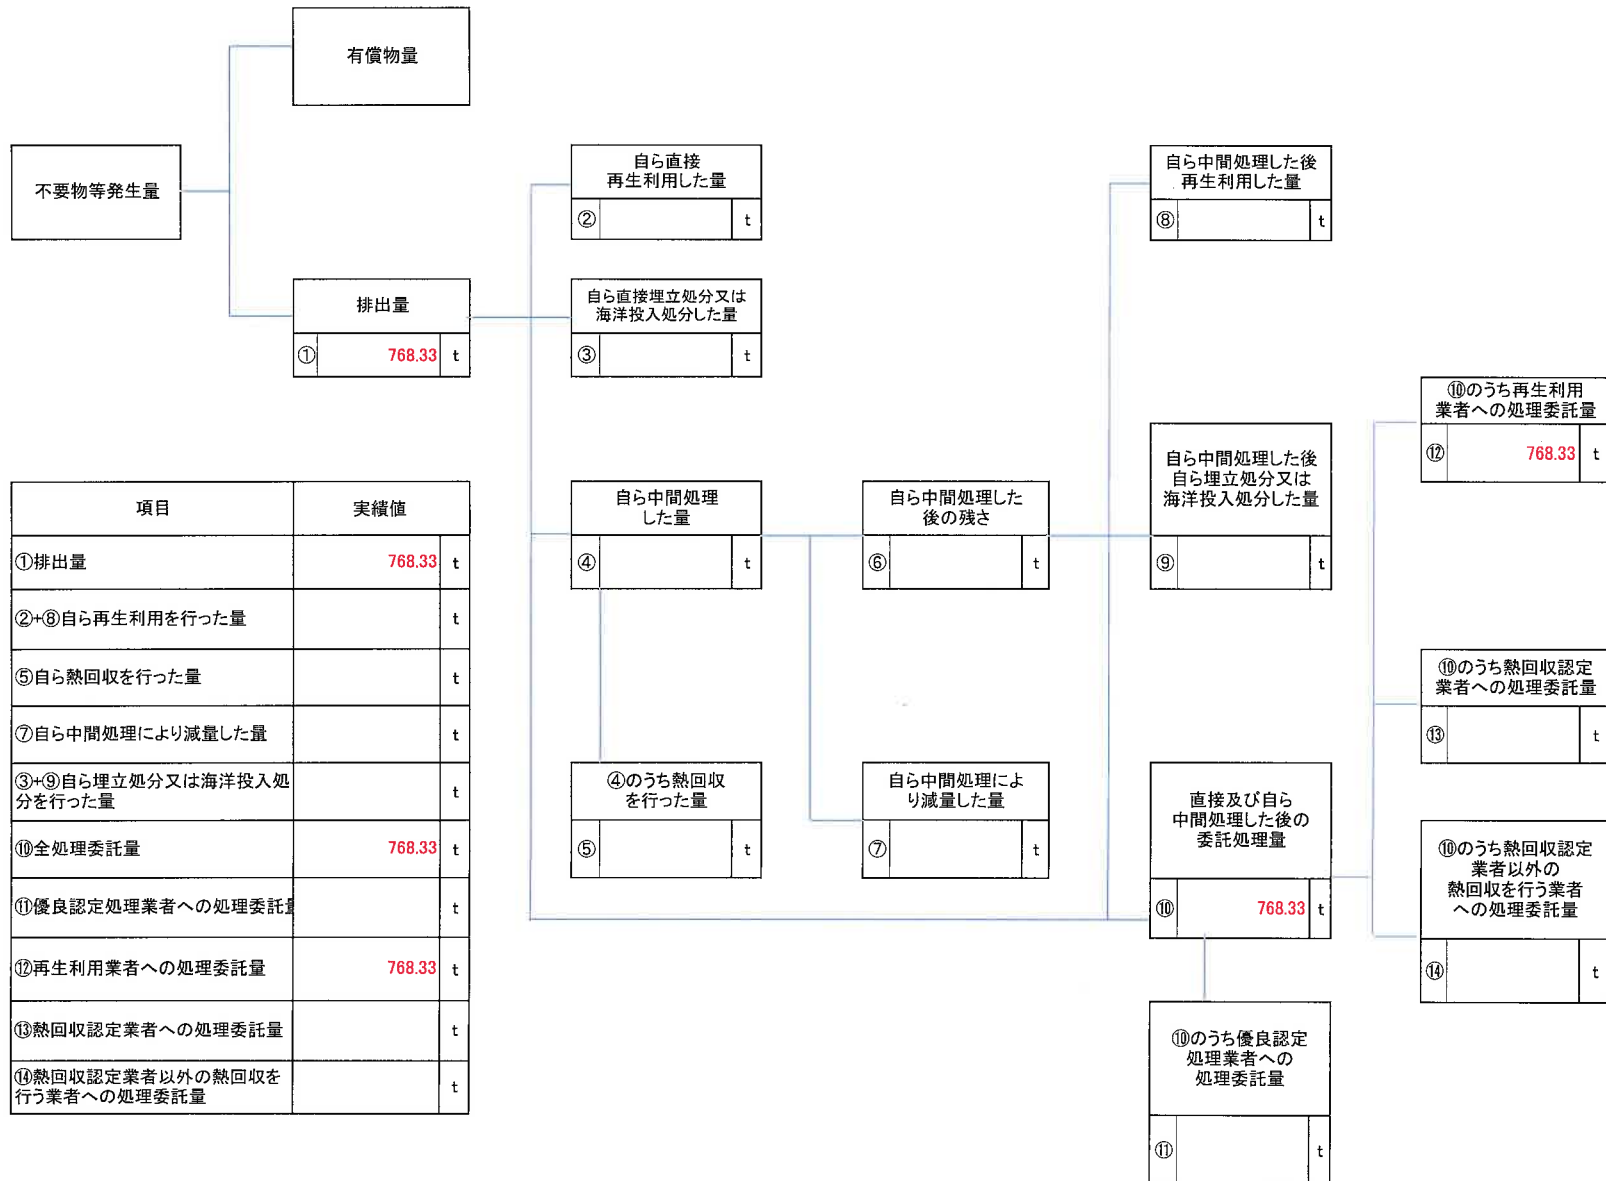 有償物量
不要物等発生量
排出量
① 768.33 t
自ら直接
再生利用した量
② t
自ら直接埋立処分又は
海洋投入処分した量
③ t
自ら中間処理
した量
④ t
④のうち熱回収
を行った量
⑤ t
自ら中間処理した
後の残さ
⑥ t
自ら中間処理によ
り減量した量
⑦ t
自ら中間処理した後
再生利用した量
⑧ t
自ら中間処理した後
自ら埋立処分又は
海洋投入処分した量
⑨ t
直接及び自ら
中間処理した後の
委託処理量
⑩ 768.33 t
⑩のうち優良認定
処理業者への
処理委託量
⑪ t
⑩のうち再生利用
業者への処理委託量
⑫ 768.33 t
⑩のうち熱回収認定
業者への処理委託量
⑬ t
⑩のうち熱回収認定
業者以外の
熱回収を行う業者
への処理委託量
⑭ t
項目 実績値
①排出量 768.33 t
②+⑧自ら再生利用を行った量 t
⑤自ら熱回収を行った量 t
⑦自ら中間処理により減量した量 t
③+⑨自ら埋立処分又は海洋投入処
分を行った量 t
⑩全処理委託量 768.33 t
⑪優良認定処理業者への処理委託 t
⑫再生利用業者への処理委託量 768.33 t
⑬熱回収認定業者への処理委託量 t
⑭熱回収認定業者以外の熱回収を
行う業者への処理委託量 t